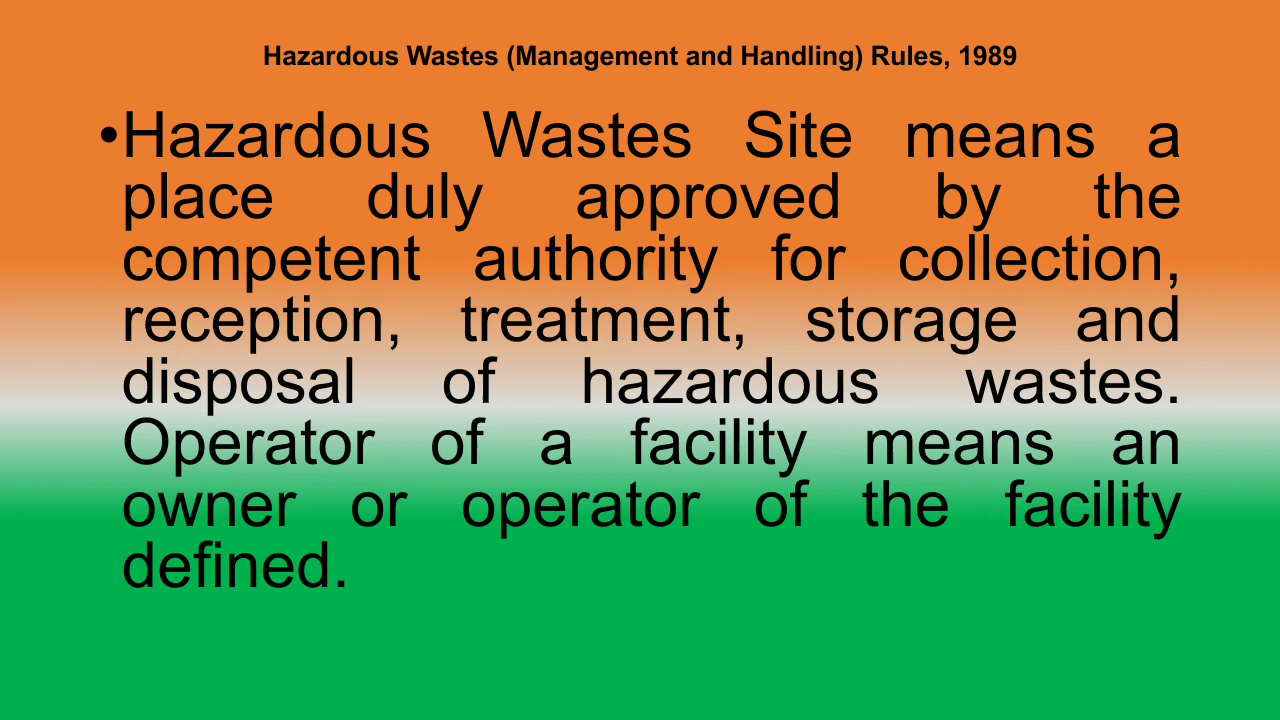 Hazardous Wastes (Management and Handling) Rules, 1989
•Hazardous Wastes Site means a
place duly approved by the
competent authority for collection,
reception, treatment, storage and
disposal of hazardous wastes.
Operator of a facility means an
owner or operator of the facility
defined.